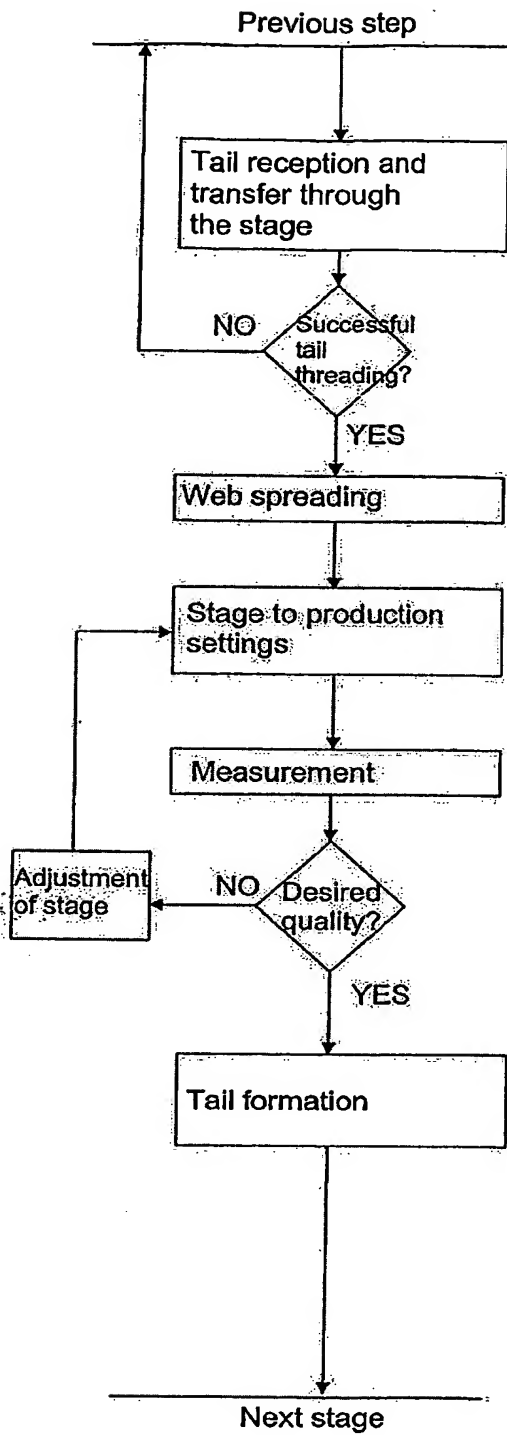 Previous step
Tail reception and
transfer through
the stage
NO
Successful
tail
threading?
YES
Web spreading
Stage to production
settings
Measurement
Adjustment
of stage
NO
Desired
quality?
YES
Tail formation
Next stage